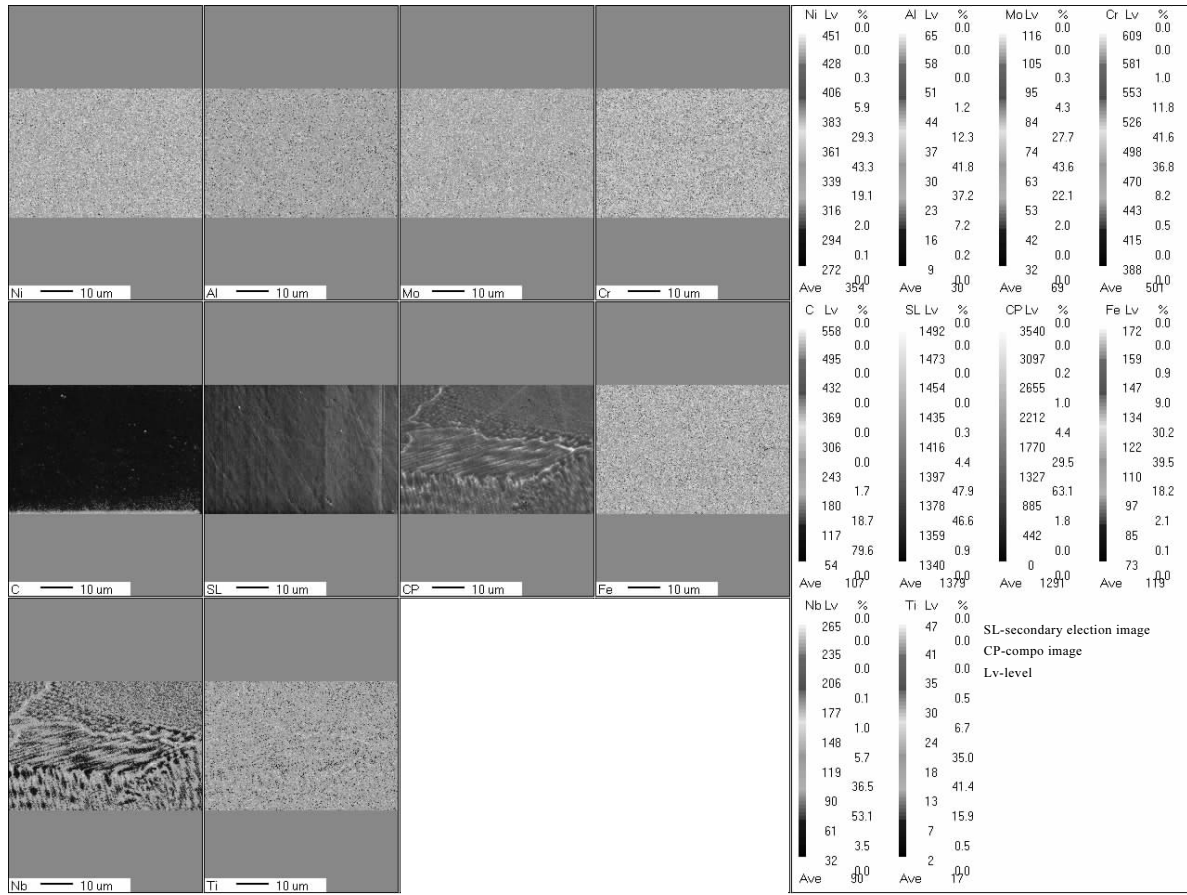 Ni 10 um
Al 10 um
Mo 10 um
Cr 10 um
Ni Lv % Al Lv % Mo Lv % Cr Lv %
0.0 0.0 0.0 0.0
451 65 116 609
0.0 0.0 0.0 0.0
428 58 105 581
0.3 0.0 0.3 1.0
406 51 95 553
5.9 1.2 4.3 11.8
383 44 84 526
29.3 12.3 27.7 41.6
361 37 74 498
43.3 41.8 43.6 36.8
339 30 63 470
19.1 37.2 22.1 8.2
316 23 53 443
2.0 7.2 2.0 0.5
294 16 42 415
0.1 0.2 0.0 0.0
272 9 32 388
0.0 0.0 0.0 0.0
Ave 354 Ave 30 Ave 69 Ave 501
C 10 um
SL 10 um
CP 10 um
Fe 10 um
C Lv % SL Lv % CP Lv % Fe Lv %
0.0 0.0 0.0 0.0
558 1492 3540 172
0.0 0.0 0.0 0.0
495 1473 3097 159
0.0 0.0 0.2 0.9
432 1454 2655 147
0.0 0.0 1.0 9.0
369 1435 2212 134
0.0 0.3 4.4 30.2
306 1416 1770 122
0.0 4.4 29.5 39.5
243 1397 1327 110
1.7 47.9 63.1 18.2
180 1378 885 97
18.7 46.6 1.8 2.1
117 1359 442 85
79.6 0.9 0.0 0.1
54 1340 0 73
0.0 0.0 0.0 0.0
Ave 107 Ave 1379 Ave 1291 Ave 119
Nb 10 um
Ti 10 um
Nb Lv % Ti Lv %
0.0 0.0
265 47
0.0 0.0
235 41
0.0 0.0
206 35
0.1 0.5
177 30
1.0 6.7
148 24
5.7 35.0
119 18
36.5 41.4
90 13
53.1 15.9
61 7
3.5 0.5
32 2
0.0 0.0
Ave 90 Ave 17
SL-secondary election image
CP-compo image
Lv-level